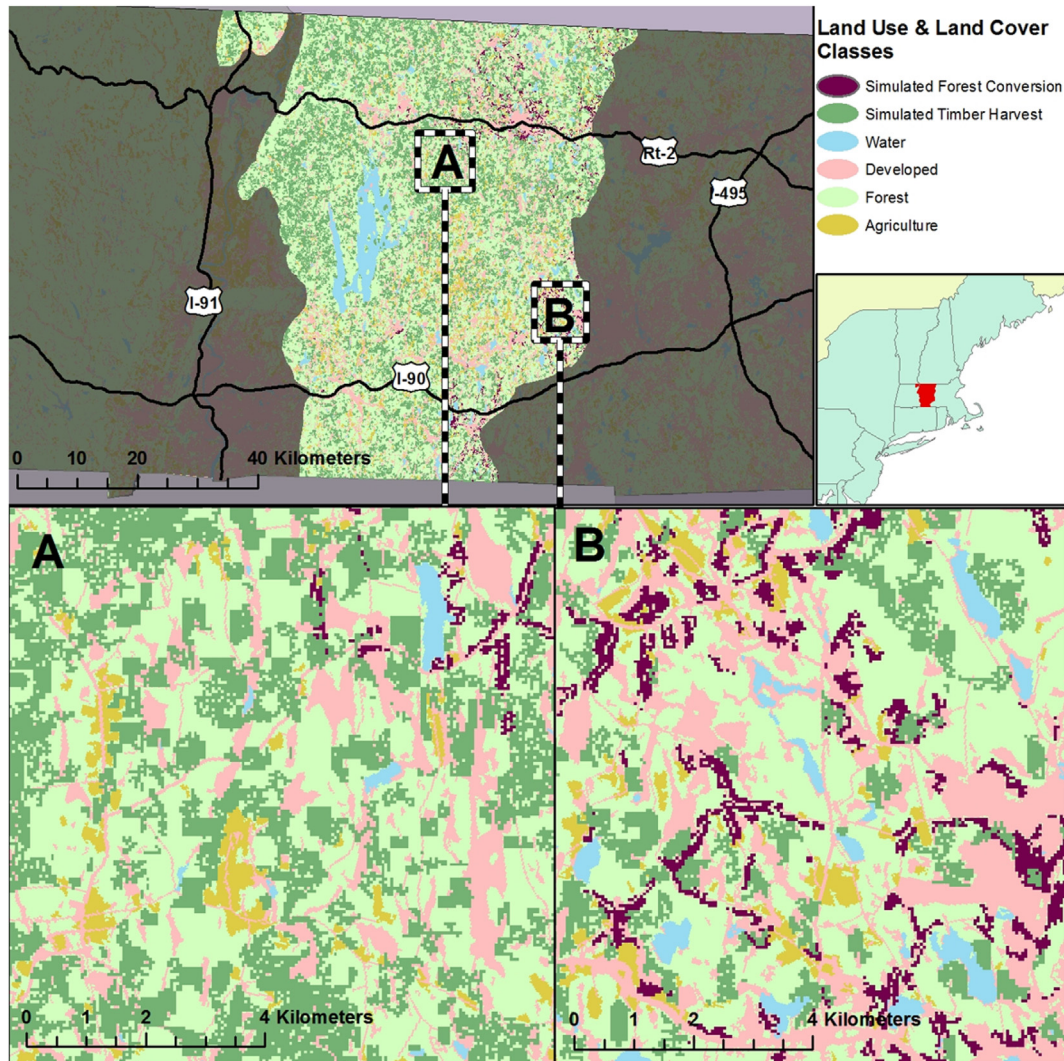 Land Use & Land Cover
Classes
Simulated Forest Conversion
Simulated Timber Harvest
Water
Developed
Forest
Agriculture
A
Rt-2
I-495
I-91
B
I-90
0 10 20 40 Kilometers
A
B
0 1 2 4 Kilometers
0 1 2 4 Kilometers